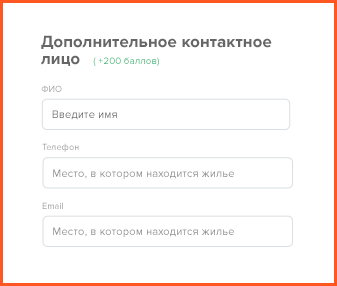 Дополнительное контактное
лицо ( +200 баллов)
ФИО
Введите имя
Телефон
Место, в котором находится жилье
Email
Место, в котором находится жилье